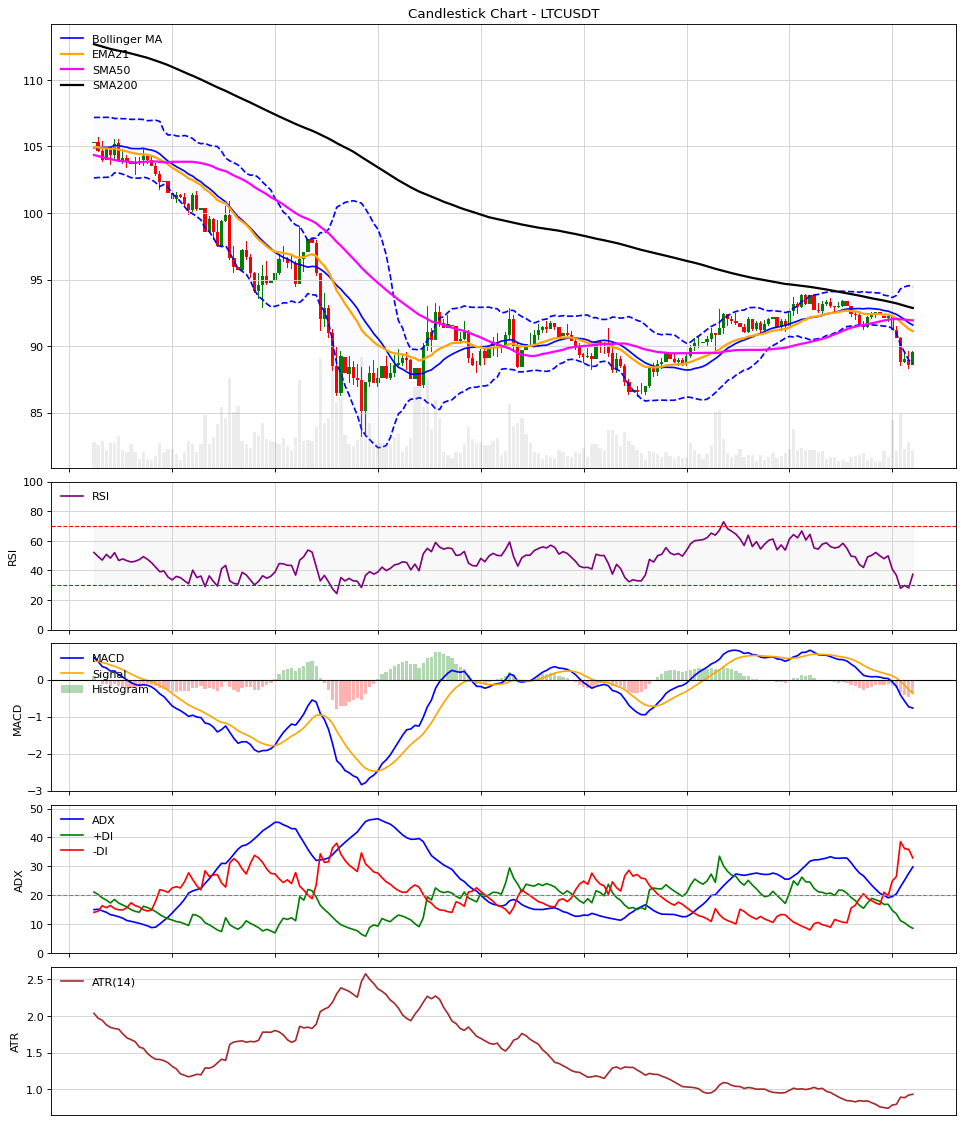 Candlestick Chart - LTCUSDT
Bollinger MA
EMA21
SMA50
SMA200
110
105
100
95
90
85
RSI
100
80
60
40
20
0
RSI
MACD
Signal
Histogram
0
−1
−2
−3
MACD
ADX
+DI
-DI
50
40
30
20
10
0
ADX
ATR(14)
2.5
2.0
1.5
1.0
ATR